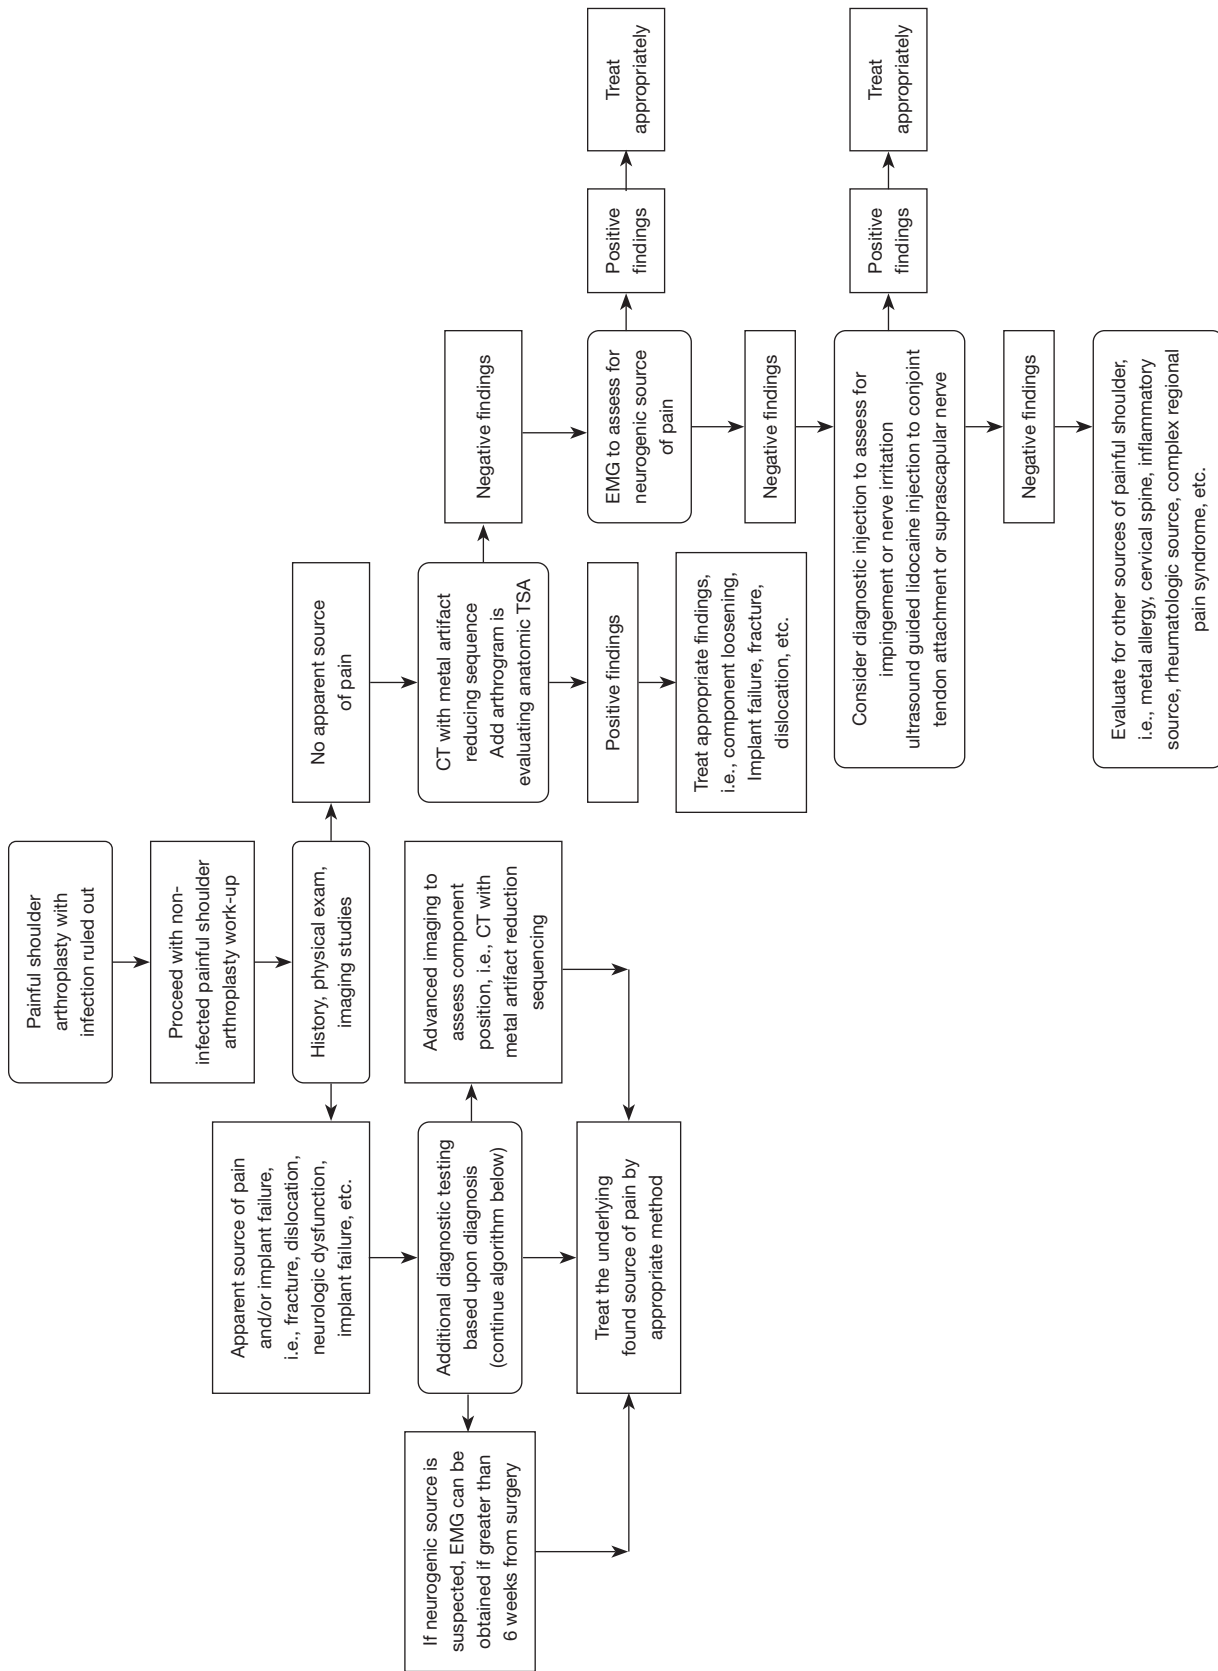 Painful shoulder
arthroplasty with
infection ruled out
Proceed with non-
infected painful shoulder
arthroplasty work-up
History, physical exam,
imaging studies
Apparent source of pain
and/or implant failure,
i.e., fracture, dislocation,
neurologic dysfunction,
implant failure, etc.
No apparent source
of pain
If neurogenic source is
suspected, EMG can be
obtained if greater than
6 weeks from surgery
Additional diagnostic testing
based upon diagnosis
(continue algorithm below)
Advanced imaging to
assess component
position, i.e., CT with
metal artifact reduction
sequencing
Treat the underlying
found source of pain by
appropriate method
CT with metal artifact
reducing sequence
Add arthrogram is
evaluating anatomic TSA
Positive findings
Treat appropriate findings,
i.e., component loosening,
Implant failure, fracture,
dislocation, etc.
Negative findings
EMG to assess for
neurogenic source
of pain
Positive
findings
Treat
appropriately
Negative findings
Consider diagnostic injection to assess for
impingement or nerve irritation
ultrasound guided lidocaine injection to conjoint
tendon attachment or suprascapular nerve
Positive
findings
Treat
appropriately
Negative findings
Evaluate for other sources of painful shoulder,
i.e., metal allergy, cervical spine, inflammatory
source, rheumatologic source, complex regional
pain syndrome, etc.